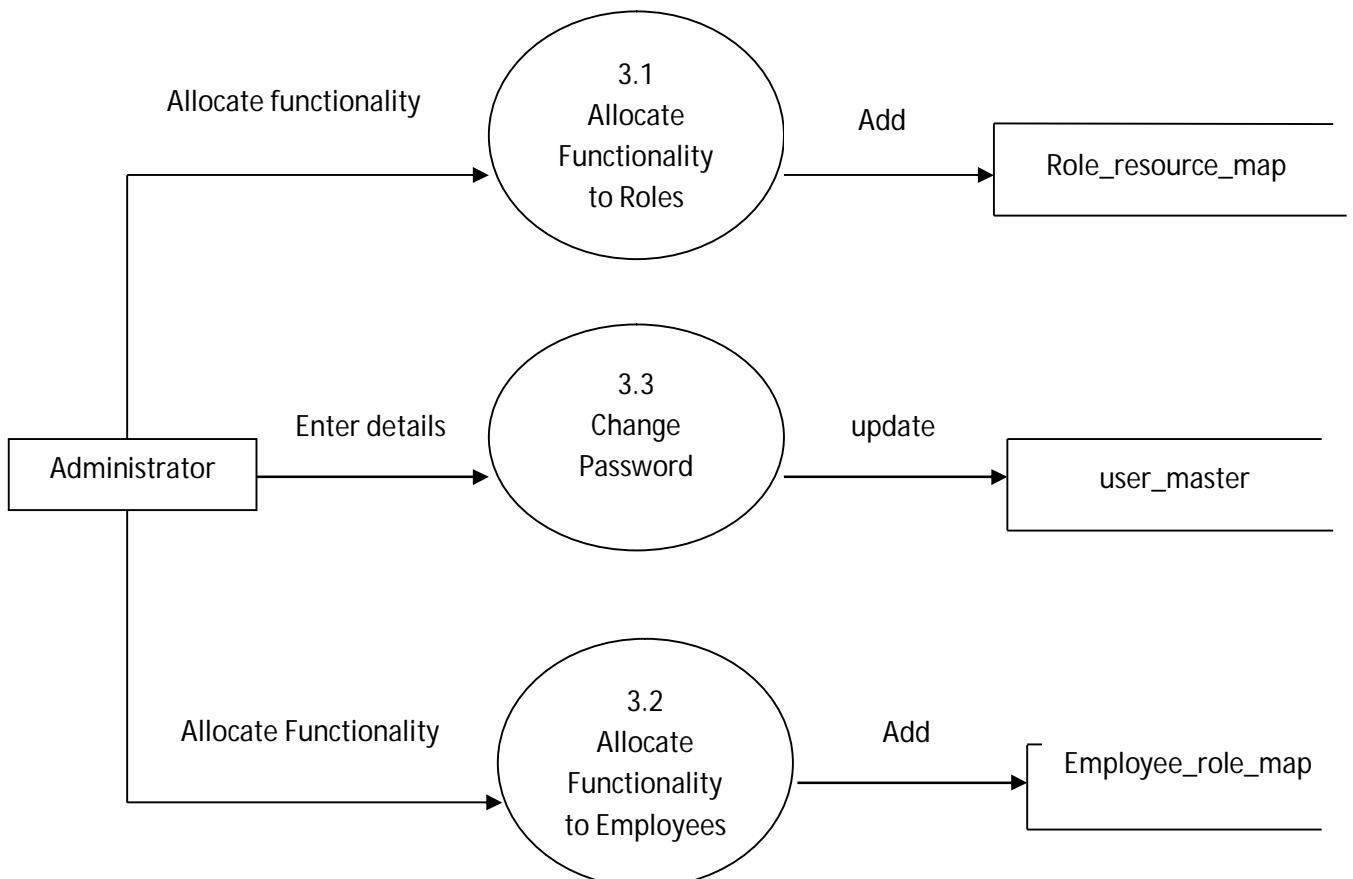 Allocate functionality
3.1
Allocate
Functionality
to Roles
Add
Role_resource_map
Administrator
Enter details
3.3
Change
Password
update
user_master
Allocate Functionality
3.2
Allocate
Functionality
to Employees
Add
Employee_role_map